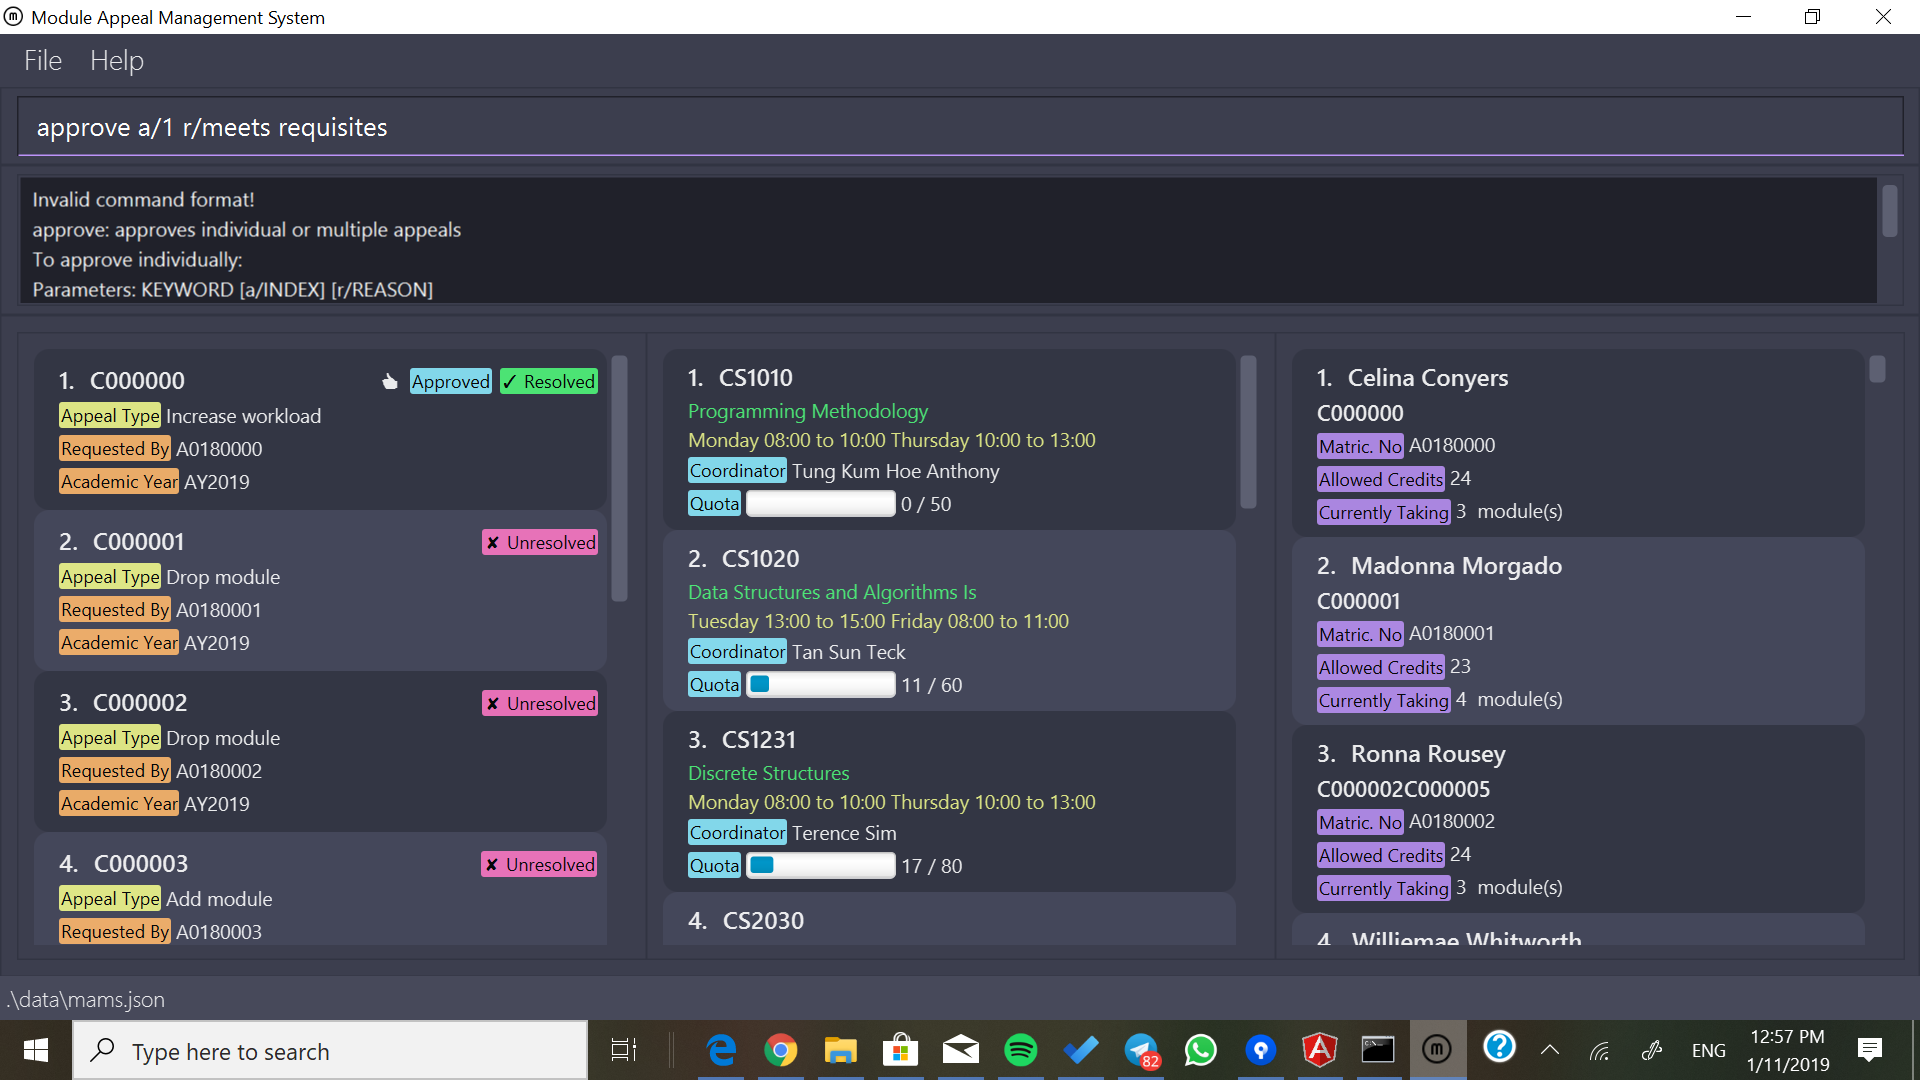 Module Appeal Management System
File Help
approve a/1 r/meets requisites
Invalid command format!
approve: approves individual or multiple appeals
To approve individually:
Parameters: KEYWORD [a/INDEX] [r/REASON]
1. C000000 Approved ✓ Resolved
Appeal Type Increase workload
Requested By A0180000
Academic Year AY2019
2. C000001 ✘ Unresolved
Appeal Type Drop module
Requested By A0180001
Academic Year AY2019
3. C000002 ✘ Unresolved
Appeal Type Drop module
Requested By A0180002
Academic Year AY2019
4. C000003 ✘ Unresolved
Appeal Type Add module
Requested By A0180003
1. CS1010
Programming Methodology
Monday 08:00 to 10:00 Thursday 10:00 to 13:00
Coordinator Tung Kum Hoe Anthony
Quota 0 / 50
2. CS1020
Data Structures and Algorithms Is
Tuesday 13:00 to 15:00 Friday 08:00 to 11:00
Coordinator Tan Sun Teck
Quota 11 / 60
3. CS1231
Discrete Structures
Monday 08:00 to 10:00 Thursday 10:00 to 13:00
Coordinator Terence Sim
Quota 17 / 80
4. CS2030
1. Celina Conyers
C000000
Matric. No A0180000
Allowed Credits 24
Currently Taking 3 module(s)
2. Madonna Morgado
C000001
Matric. No A0180001
Allowed Credits 23
Currently Taking 4 module(s)
3. Ronna Rousey
C000002C000005
Matric. No A0180002
Allowed Credits 24
Currently Taking 3 module(s)
4. Williemae Whitworth
.\data\mams.json
Type here to search
82
ENG
12:57 PM
1/11/2019